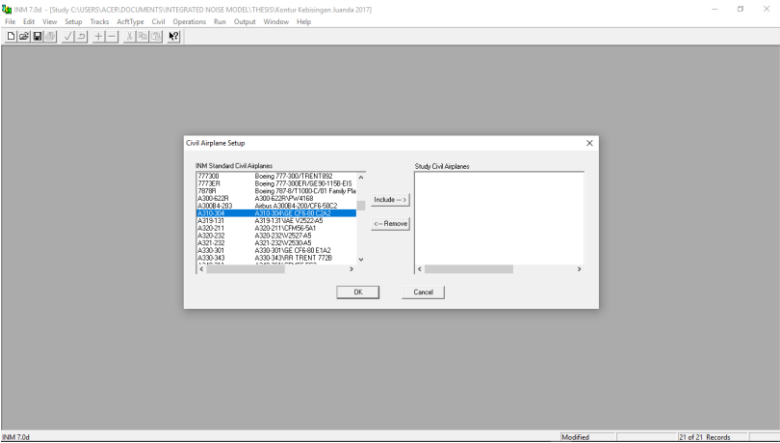 INM 7.0d - [Study C:\USERS\ACER\DOCUMENTS\INTEGRATED NOISE MODEL\THESIS\Kontur Kebisingan Juanda 2017]
File Edit View Setup Tracks AcftType Civil Operations Run Output Window Help
Civil Airplane Setup
INM Standard Civil Airplanes
Study Civil Airplanes
777300 Boeing 777-300/TRENT892
7773ER Boeing 777-300ER/GE90-115B-EIS
7878R Boeing 787-8/T1000-C/01 Family Pla
A300-622R A300-622R\PW4168
A300B4-203 Airbus A300B4-200/CF6-50C2
A310-304 A310-304\GE CF6-80 C2A2
A319-131 A319-131\IAE V2522-A5
A320-211 A320-211\CFM56-5A1
A320-232 A320-232\V2527-A5
A321-232 A321-232\V2530-A5
A330-301 A330-301\GE CF6-80 E1A2
A330-343 A330-343\RR TRENT 772B
Include -->
<-- Remove
OK
Cancel
INM 7.0d
Modified
21 of 21 Records